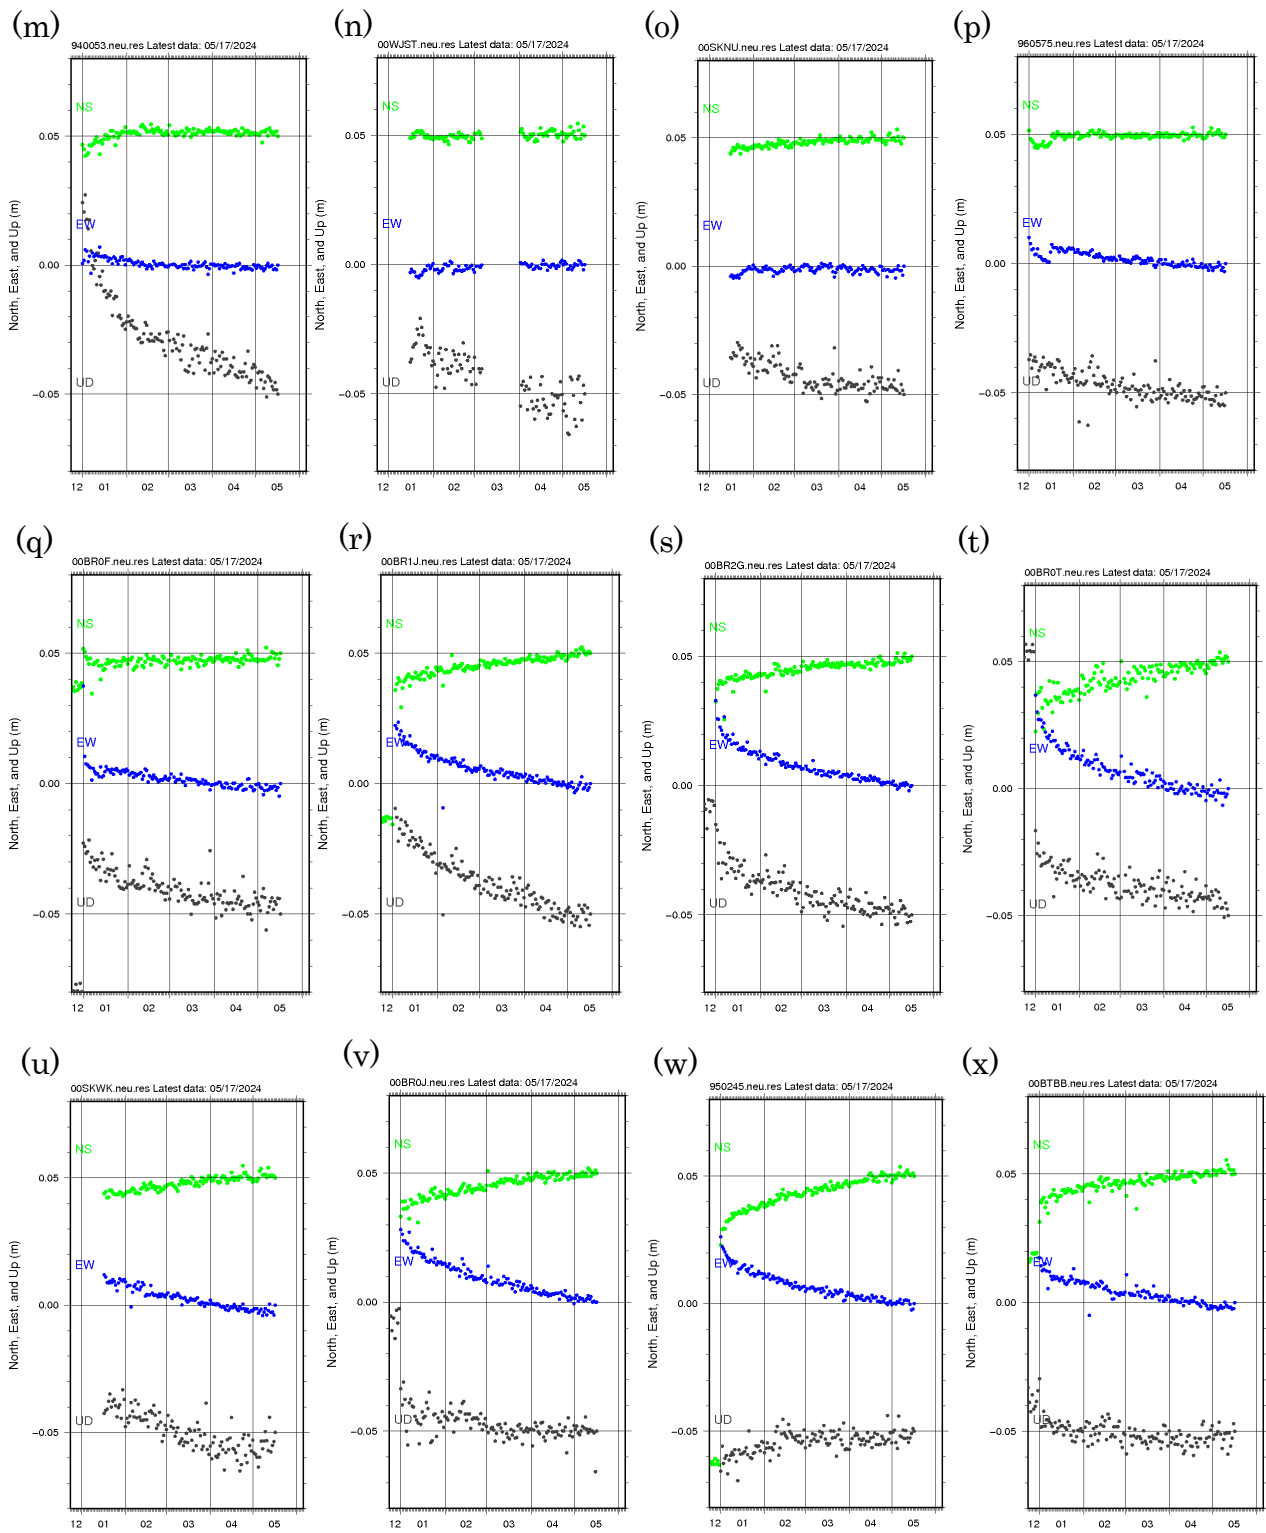 (m) (n) (o) (p)
940053.neu.res Latest data: 05/17/2024
00WJST.neu.res Latest data: 05/17/2024
00SKNU.neu.res Latest data: 05/17/2024
960575.neu.res Latest data: 05/17/2024
NS NS NS NS
0.05 0.05 0.05 0.05
EW EW EW EW
0.00 0.00 0.00 0.00
UD UD UD UD
−0.05 −0.05 −0.05 −0.05
North, East, and Up (m)
North, East, and Up (m)
North, East, and Up (m)
North, East, and Up (m)
12 01 02 03 04 05
12 01 02 03 04 05
12 01 02 03 04 05
12 01 02 03 04 05
(q) (r) (s) (t)
00BR0F.neu.res Latest data: 05/17/2024
00BR1J.neu.res Latest data: 05/17/2024
00BR2G.neu.res Latest data: 05/17/2024
00BR0T.neu.res Latest data: 05/17/2024
NS NS NS NS
0.05 0.05 0.05 0.05
EW EW EW EW
0.00 0.00 0.00 0.00
UD UD UD UD
−0.05 −0.05 −0.05 −0.05
North, East, and Up (m)
North, East, and Up (m)
North, East, and Up (m)
North, East, and Up (m)
12 01 02 03 04 05
12 01 02 03 04 05
12 01 02 03 04 05
12 01 02 03 04 05
(u) (v) (w) (x)
00SKWK.neu.res Latest data: 05/17/2024
00BR0J.neu.res Latest data: 05/17/2024
950245.neu.res Latest data: 05/17/2024
00BTBB.neu.res Latest data: 05/17/2024
NS NS NS NS
0.05 0.05 0.05 0.05
EW EW EW EW
0.00 0.00 0.00 0.00
UD UD UD UD
−0.05 −0.05 −0.05 −0.05
North, East, and Up (m)
North, East, and Up (m)
North, East, and Up (m)
North, East, and Up (m)
12 01 02 03 04 05
12 01 02 03 04 05
12 01 02 03 04 05
12 01 02 03 04 05